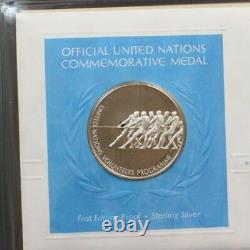 OFFICIAL UNITED NATIONS
COMMEMORATIVE MEDAL
UNITED NATIONS VOLUNTEERS PROGRAMME
First Edition Proof • Sterling Silver